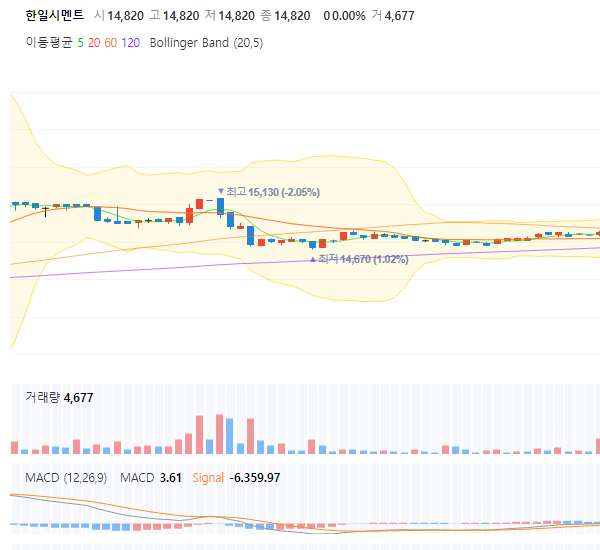 한일시멘트 시 14,820 고 14,820 저 14,820 종 14,820 0 0.00% 거 4,677
이동평균 5 20 60 120 Bollinger Band (20,5)
▼최고 15,130 (-2.05%)
▲최저 14,670 (1.02%)
거래량 4,677
MACD (12,26,9) MACD 3.61 Signal -6.359.97